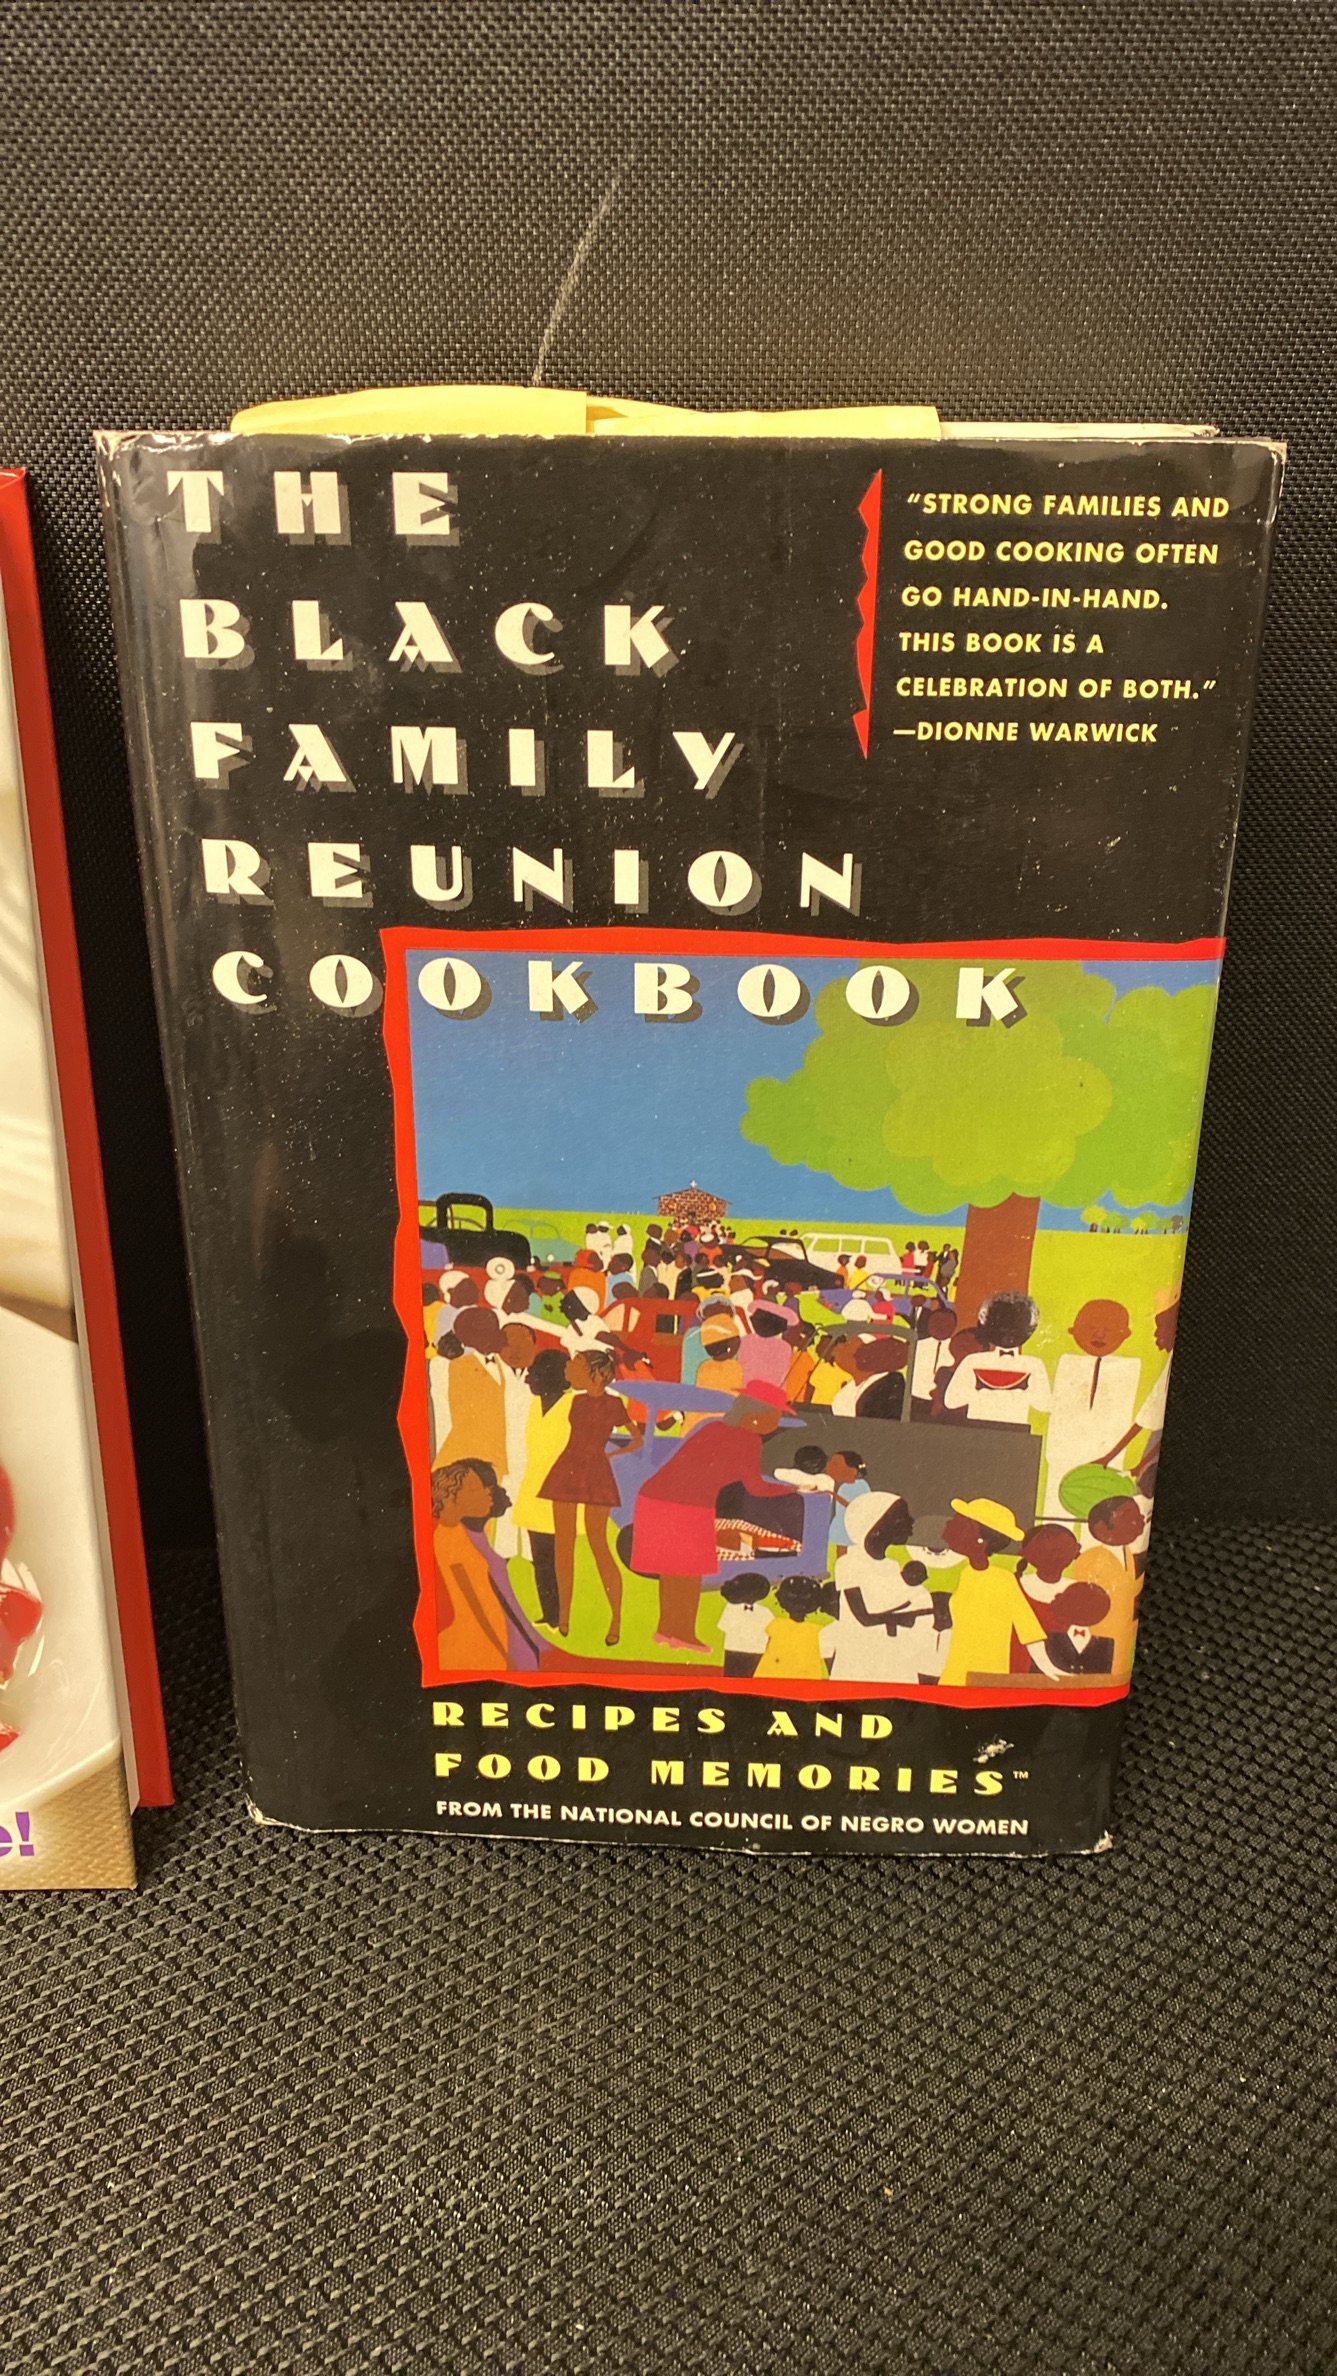 THE
BLACK
FAMILY
REUNION
COOKBOOK
“STRONG FAMILIES AND
GOOD COOKING OFTEN
GO HAND-IN-HAND.
THIS BOOK IS A
CELEBRATION OF BOTH.”
—DIONNE WARWICK
RECIPES AND
FOOD MEMORIES™
FROM THE NATIONAL COUNCIL OF NEGRO WOMEN
e!